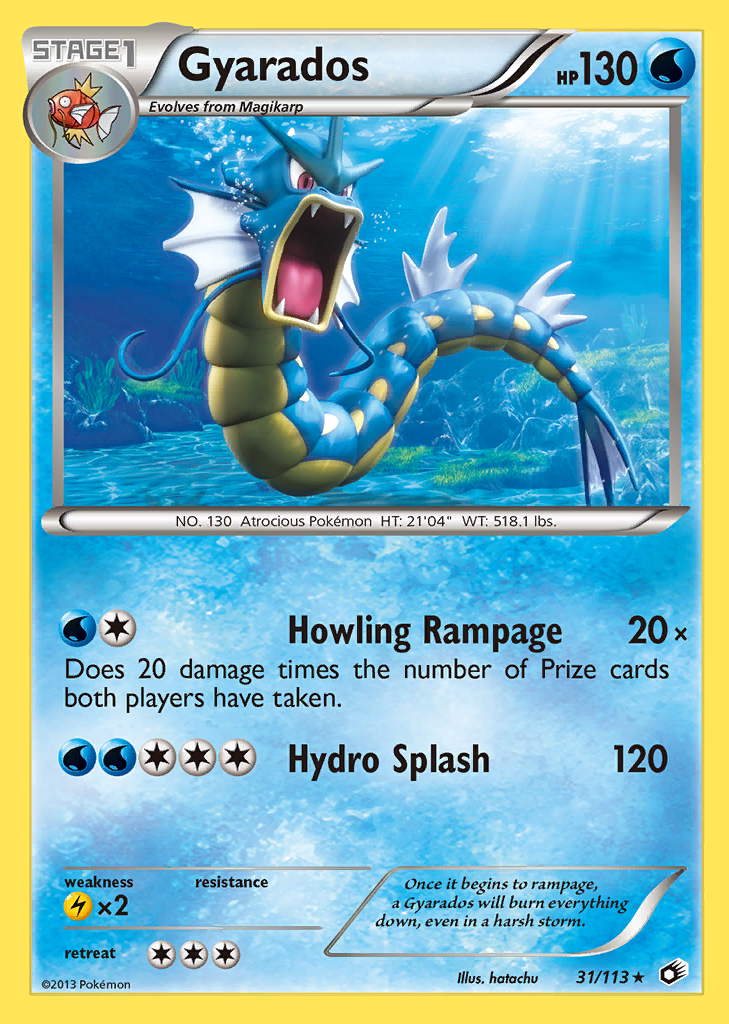 STAGE1
Gyarados
HP130
Evolves from Magikarp
NO. 130 Atrocious Pokémon HT: 21'04" WT: 518.1 lbs.
Howling Rampage 20×
Does 20 damage times the number of Prize cards
both players have taken.
Hydro Splash 120
weakness resistance
×2
retreat
Once it begins to rampage,
a Gyarados will burn everything
down, even in a harsh storm.
©2013 Pokémon Illus. hatachu 31/113 ★